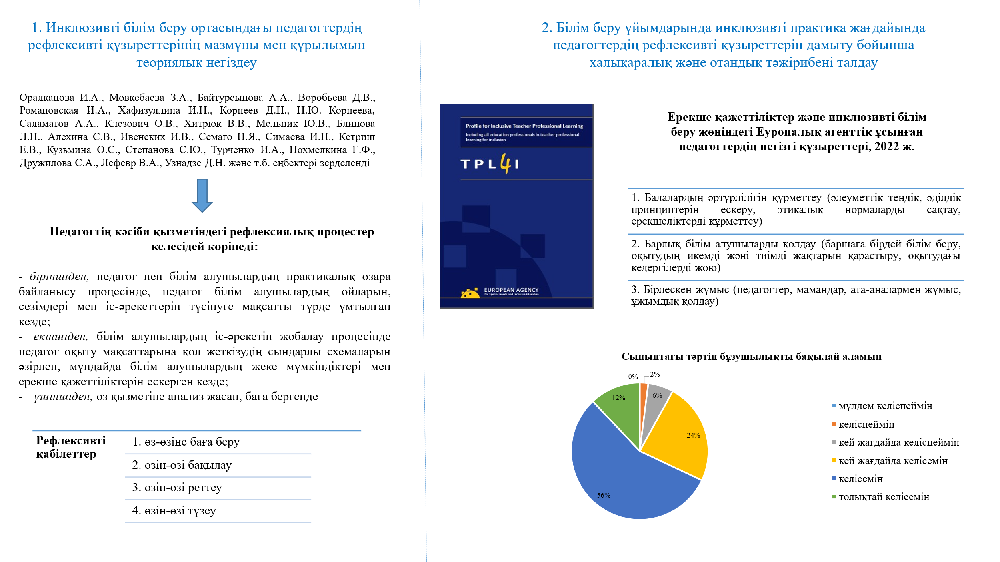 1. Инклюзивті білім беру ортасындағы педагогтердің
рефлексивті құзыреттерінің мазмұны мен құрылымын
теориялық негіздеу
Оралканова И.А., Мовкебаева З.А., Байтурсынова А.А., Воробьева Д.В.,
Романовская И.А., Хафизуллина И.Н., Корнеев Д.Н., Н.Ю. Корнеева,
Саламатов А.А., Клезович О.В., Хитрюк В.В., Мельник Ю.В., Блинова
Л.Н., Алехина С.В., Ивенских И.В., Семаго Н.Я., Симаева И.Н., Кетриш
Е.В., Кузьмина О.С., Степанова С.Ю., Турченко И.А., Похмелкина Г.Ф.,
Дружилова С.А., Лефевр В.А., Узнадзе Д.Н. және т.б. еңбектері зерделенді
Педагогтің кәсіби қызметіндегі рефлексиялық процестер
келесідей көрінеді:
- біріншіден, педагог пен білім алушылардың практикалық өзара
байланысу процесінде, педагог білім алушылардың ойларын,
сезімдері мен іс-әрекеттерін түсінуге мақсатты түрде ұмтылған
кезде;
- екіншіден, білім алушылардың іс-әрекетін жобалау процесінде
педагог оқыту мақсаттарына қол жеткізудің сындарлы схемаларын
әзірлеп, мұндайда білім алушылардың жеке мүмкіндіктері мен
ерекше қажеттіліктерін ескерген кезде;
- үшіншіден, өз қызметіне анализ жасап, баға бергенде
Рефлексивті
қабілеттер
1. өз-өзіне баға беру
2. өзін-өзі бақылау
3. өзін-өзі реттеу
4. өзін-өзі түзеу
2. Білім беру ұйымдарында инклюзивті практика жағдайында
педагогтердің рефлексивті құзыреттерін дамыту бойынша
халықаралық және отандық тәжірибені талдау
Profile for Inclusive Teacher Professional Learning
Including all education professionals in teacher professional
learning for inclusion
TPL4I
EUROPEAN AGENCY
for Special Needs and Inclusive Education
Ерекше қажеттіліктер және инклюзивті білім
беру жөніндегі Еуропалық агенттік ұсынған
педагогтердің негізгі құзыреттері, 2022 ж.
1. Балалардың әртүрлілігін құрметтеу (әлеуметтік теңдік, әділдік
принциптерін ескеру, этикалық нормаларды сақтау,
ерекшеліктерді құрметтеу)
2. Барлық білім алушыларды қолдау (баршаға бірдей білім беру,
оқытудың икемді жәні тиімді жақтарын қарастыру, оқытудағы
кедергілерді жою)
3. Бірлескен жұмыс (педагогтер, мамандар, ата-аналармен жұмыс,
ұжымдық қолдау)
Сыныптағы тәртіп бұзушылықты бақылай аламын
0%
2%
6%
12%
24%
56%
мүлдем келіспеймін
келіспеймін
кей жағдайда келіспеймін
кей жағдайда келісемін
келісемін
толықтай келісемін